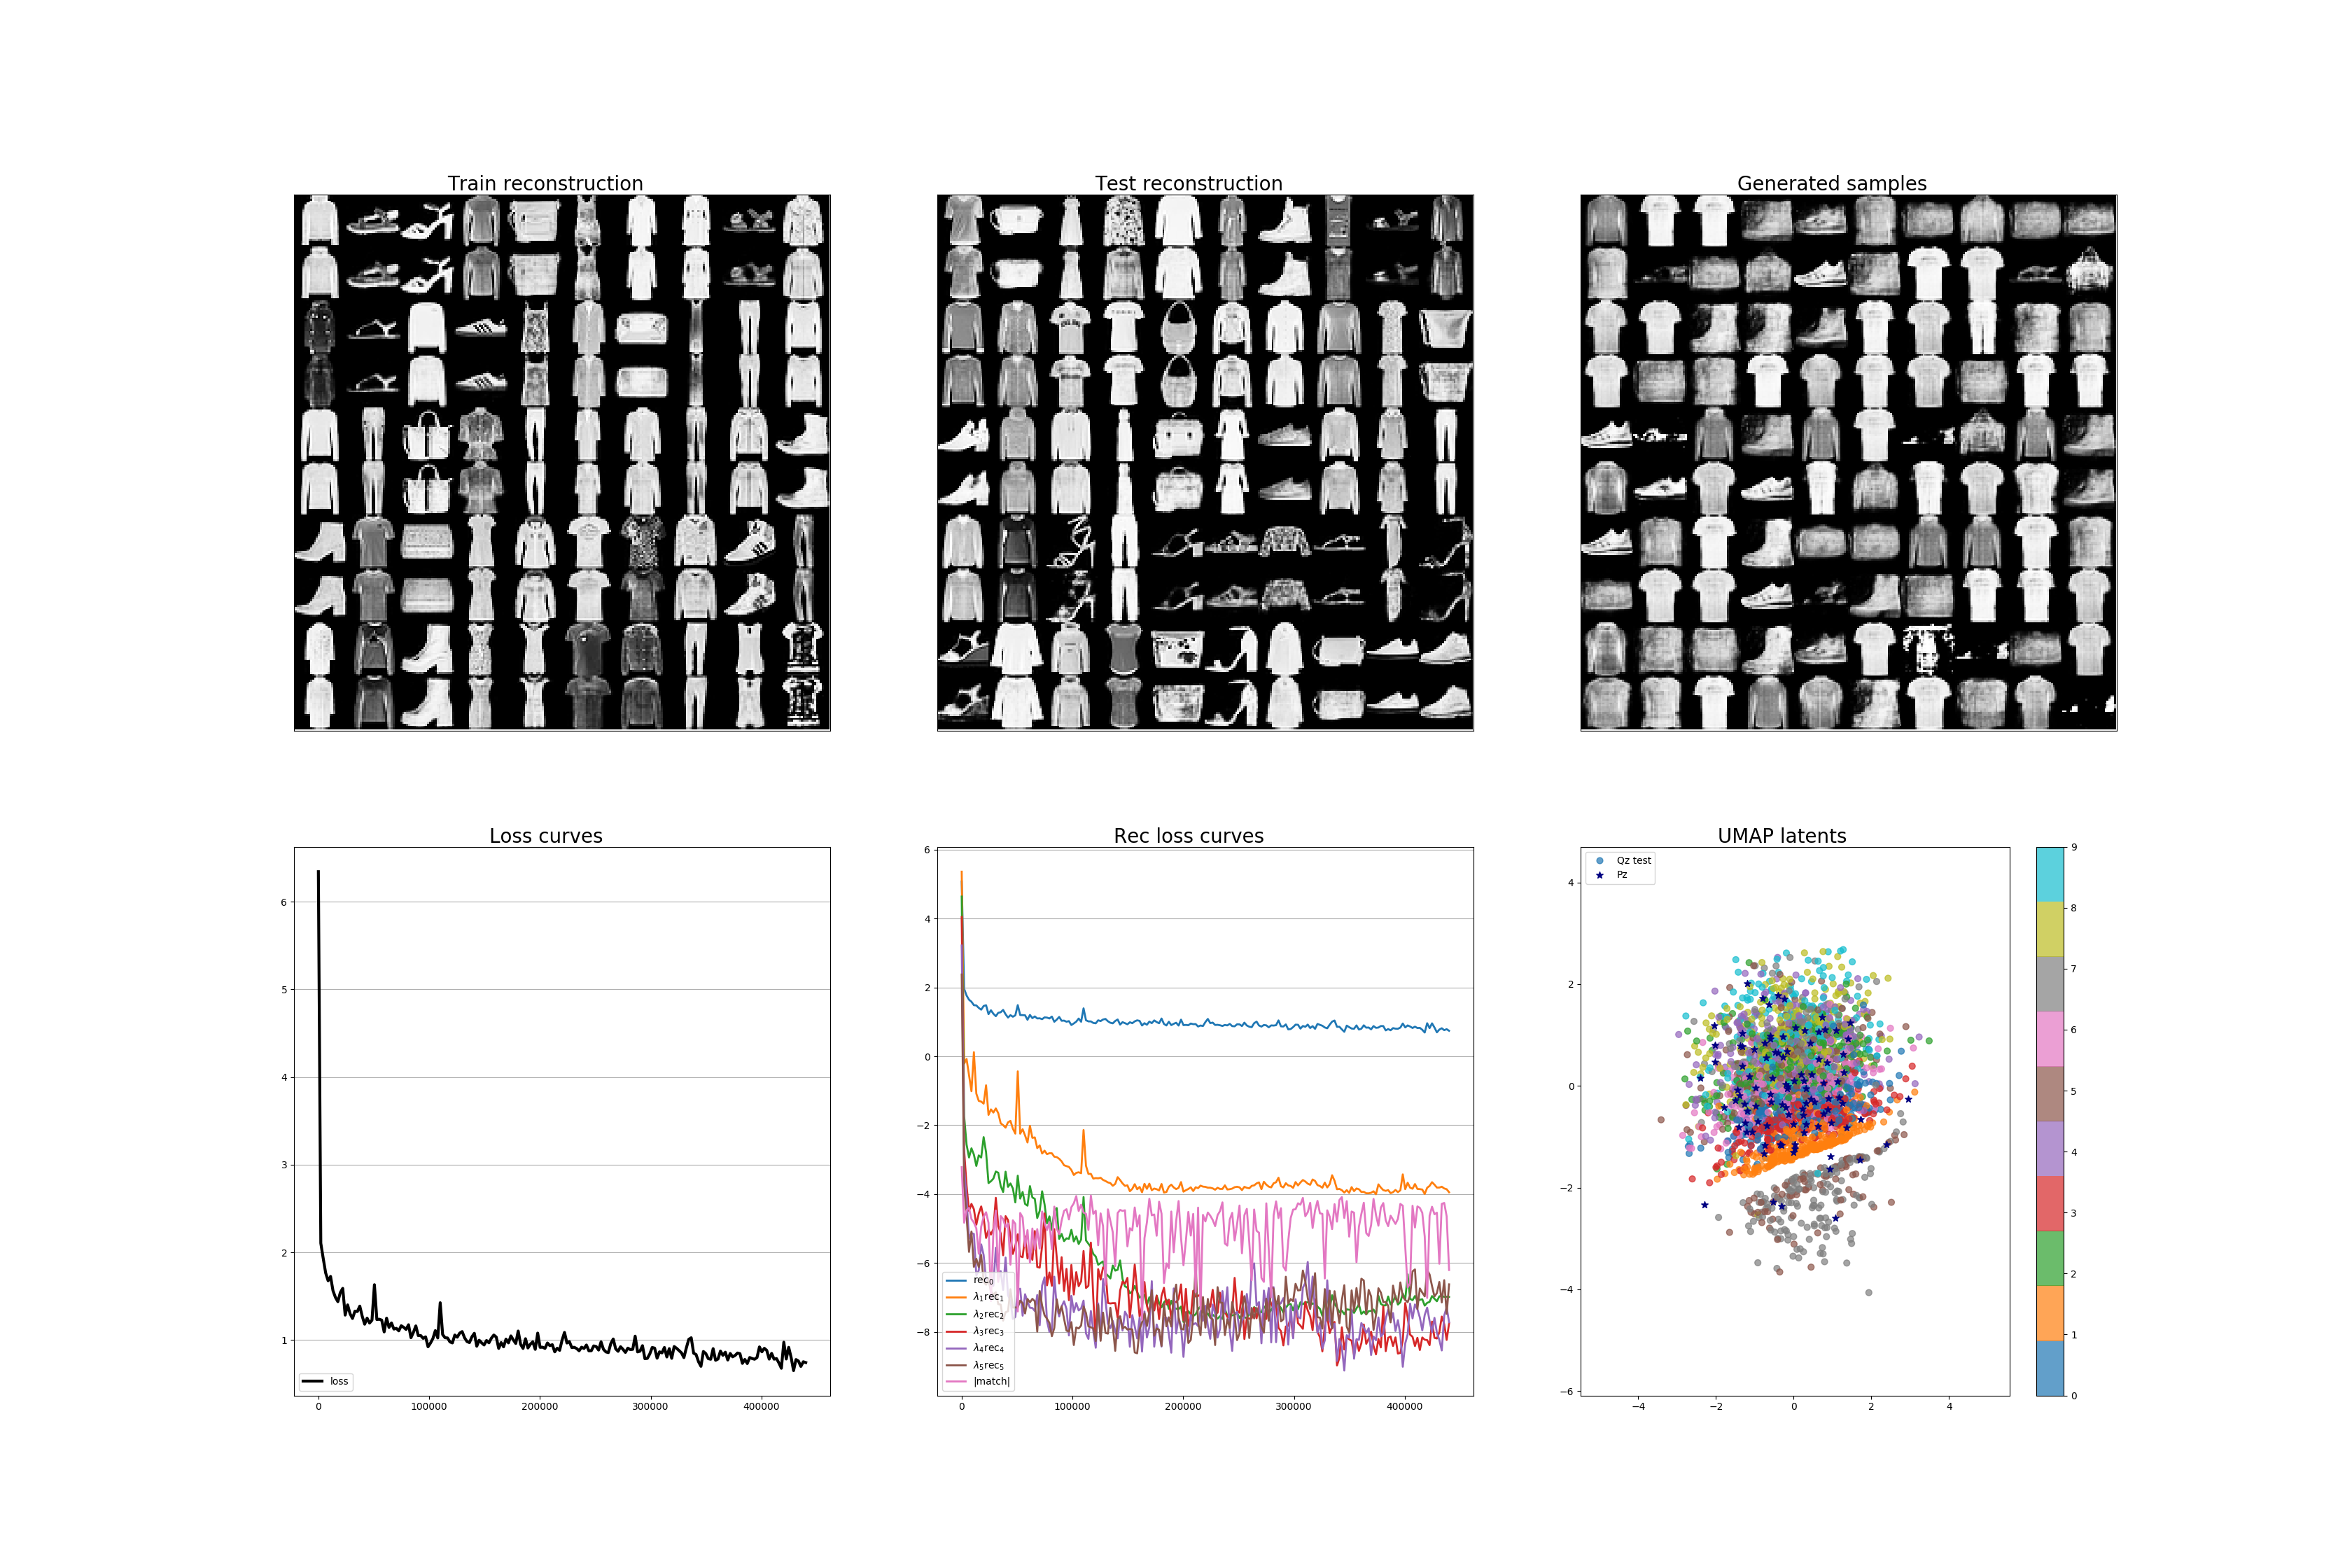 Train reconstruction
Test reconstruction
Generated samples
Loss curves
6
5
4
3
2
1
0
100000
200000
300000
400000
loss
Rec loss curves
6
4
2
0
−2
−4
−6
−8
0
100000
200000
300000
400000
rec₀
λ₁rec₁
λ₂rec₂
λ₃rec₃
λ₄rec₄
λ₅rec₅
|match|
UMAP latents
Qz test
Pz
4
2
0
−2
−4
−6
−4
−2
0
2
4
9
8
7
6
5
4
3
2
1
0